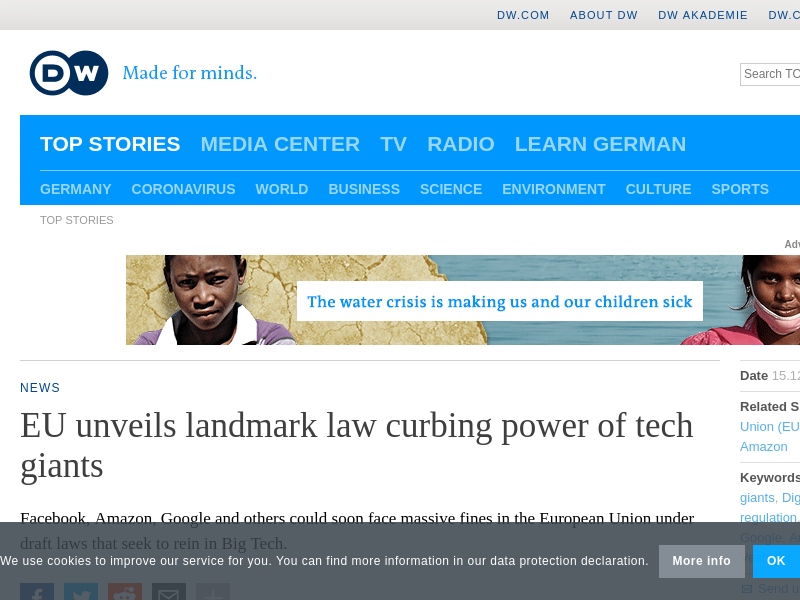 DW.COM ABOUT DW DW AKADEMIE
DW Made for minds.
Search
TOP STORIES MEDIA CENTER TV RADIO LEARN GERMAN
GERMANY CORONAVIRUS WORLD BUSINESS SCIENCE ENVIRONMENT CULTURE SPORTS
TOP STORIES
The water crisis is making us and our children sick
NEWS
EU unveils landmark law curbing power of tech
giants
Facebook, Amazon, Google and others could soon face massive fines in the European Union under
draft laws that seek to rein in Big Tech.
Date 15.12
Related S
Union (EU
Amazon
Keywords
giants, Dig
regulation,
Google, A
We use cookies to improve our service for you. You can find more information in our data protection declaration. More info OK
Send us